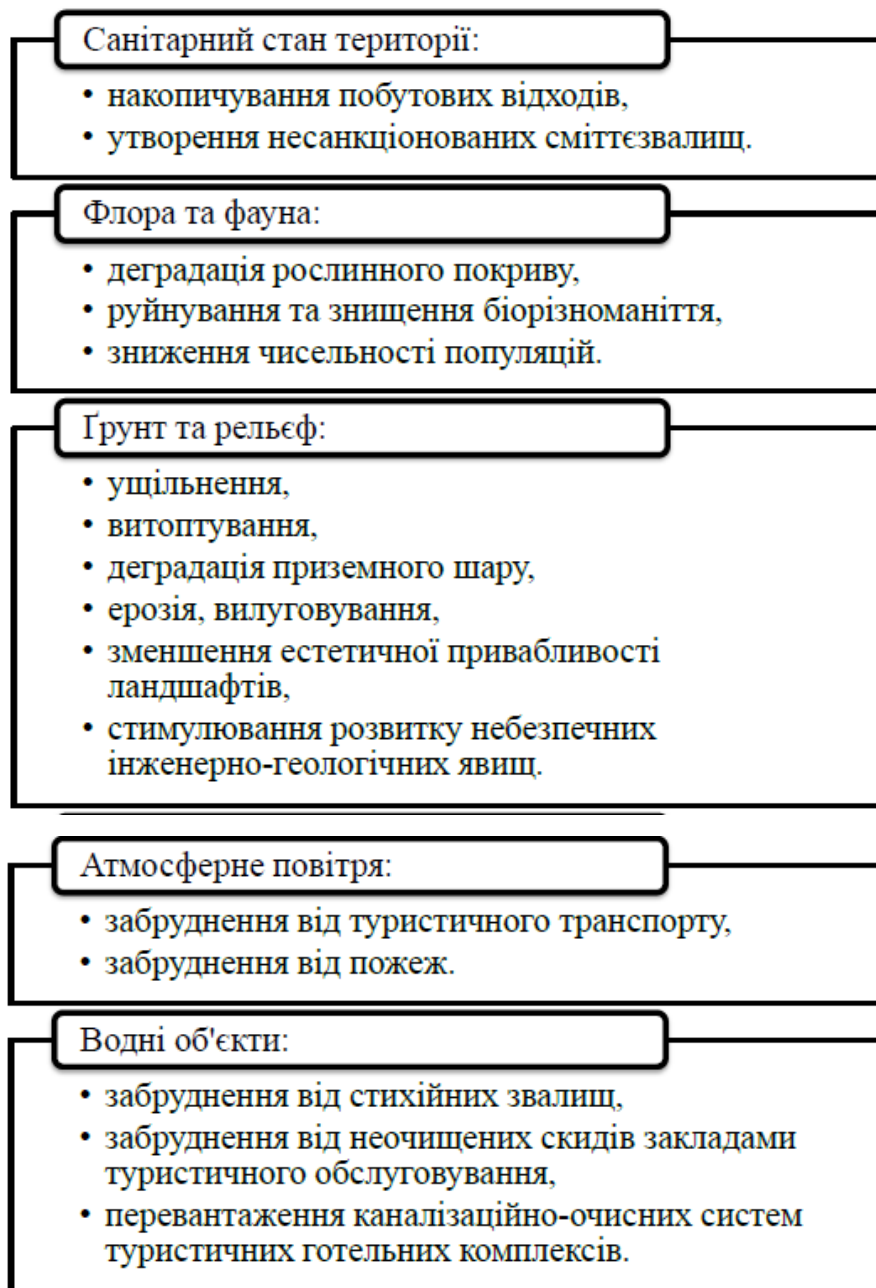 Санітарний стан території:
• накопичування побутових відходів,
• утворення несанкціонованих сміттєзвалищ.
Флора та фауна:
• деградація рослинного покриву,
• руйнування та знищення біорізноманіття,
• зниження чисельності популяцій.
Ґрунт та рельєф:
• ущільнення,
• витоптування,
• деградація приземного шару,
• ерозія, вилуговування,
• зменшення естетичної привабливості
ландшафтів,
• стимулювання розвитку небезпечних
інженерно-геологічних явищ.
Атмосферне повітря:
• забруднення від туристичного транспорту,
• забруднення від пожеж.
Водні об'єкти:
• забруднення від стихійних звалищ,
• забруднення від неочищених скидів закладами
туристичного обслуговування,
• перевантаження каналізаційно-очисних систем
туристичних готельних комплексів.